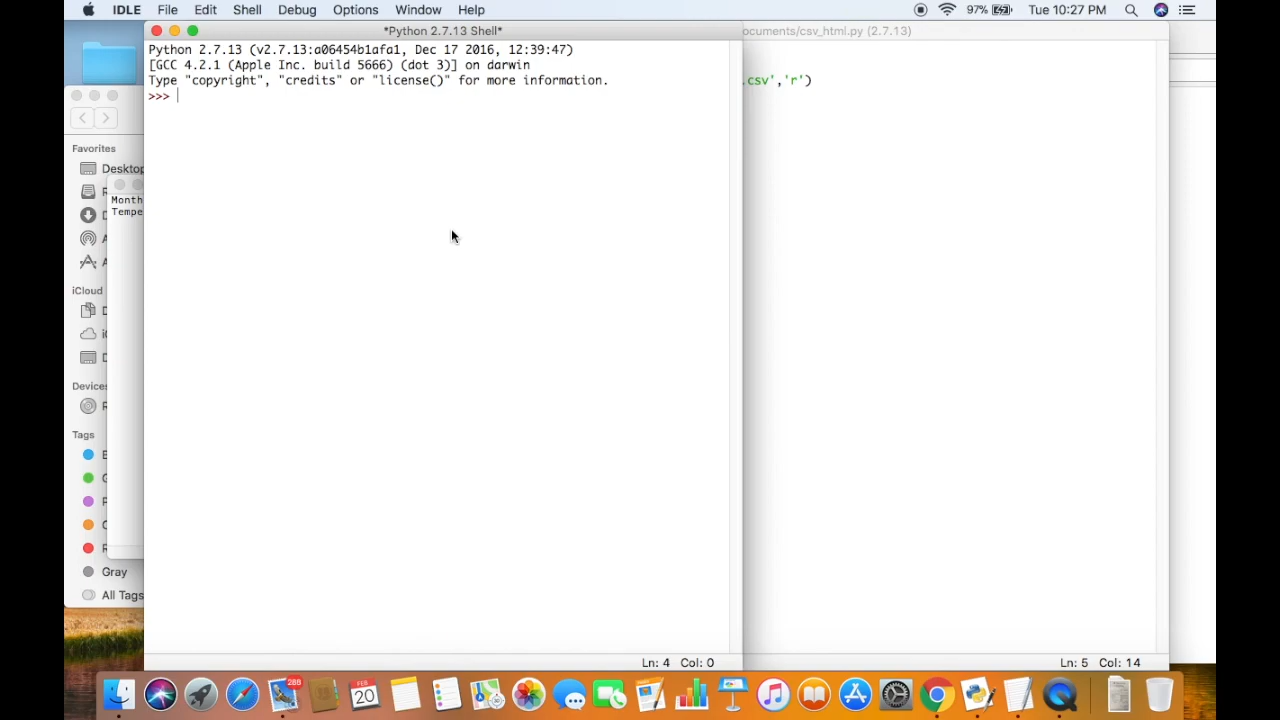 IDLE File Edit Shell Debug Options Window Help 97% Tue 10:27 PM
*Python 2.7.13 Shell*
ocuments/csv_html.py (2.7.13)
Python 2.7.13 (v2.7.13:a06454b1afa1, Dec 17 2016, 12:39:47)
[GCC 4.2.1 (Apple Inc. build 5666) (dot 3)] on darwin
Type "copyright", "credits" or "license()" for more information.
>>>
.csv','r')
Favorites
Desktop
Month
Tempe
iCloud
Devices
Tags
Gray
All Tags
Ln: 4 Col: 0
Ln: 5 Col: 14
288
FEB
20